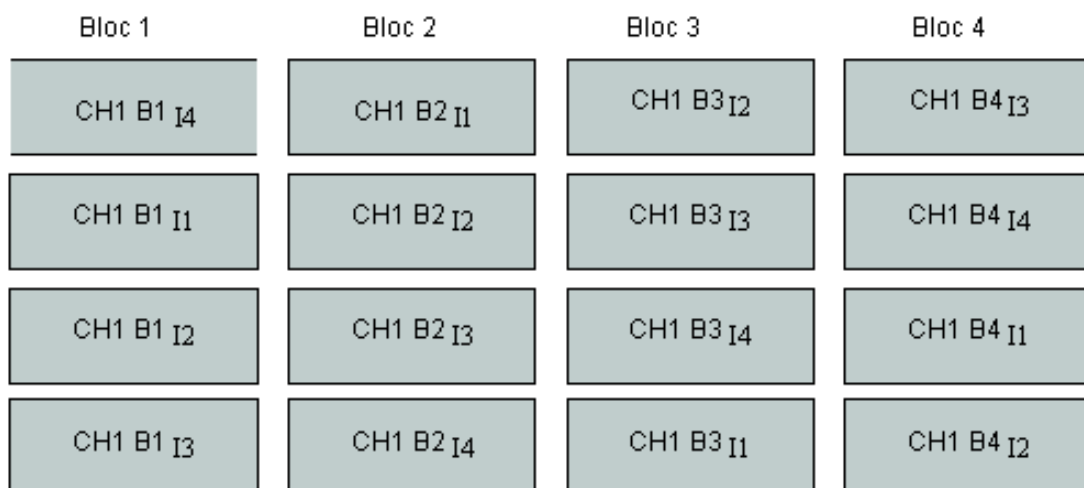 Bloc 1 Bloc 2 Bloc 3 Bloc 4
CH1 B1 I4 CH1 B2 I1 CH1 B3 I2 CH1 B4 I3
CH1 B1 I1 CH1 B2 I2 CH1 B3 I3 CH1 B4 I4
CH1 B1 I2 CH1 B2 I3 CH1 B3 I4 CH1 B4 I1
CH1 B1 I3 CH1 B2 I4 CH1 B3 I1 CH1 B4 I2